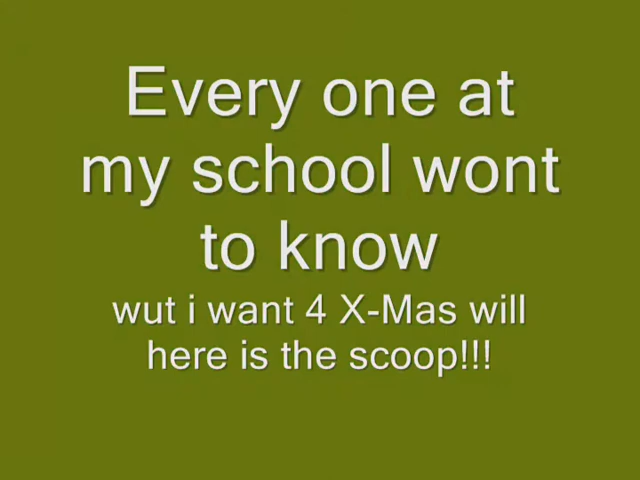 Every one at
my school wont
to know
wut i want 4 X-Mas will
here is the scoop!!!